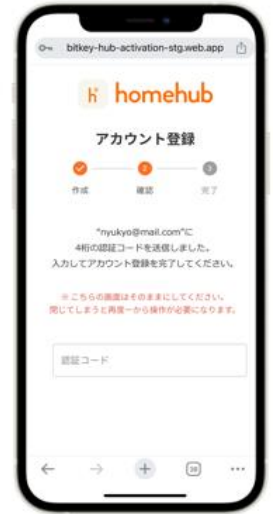 bitkey-hub-activation-stg.web.app
h homehub
アカウント登録
2 3
作成 確認 完了
"nyukyo@mail.com"に
4桁の認証コードを送信しました。
入力してアカウント登録を完了してください。
※こちらの画面はそのままにしてください。
閉じてしまうと再度一から操作が必要になります。
認証コード
38